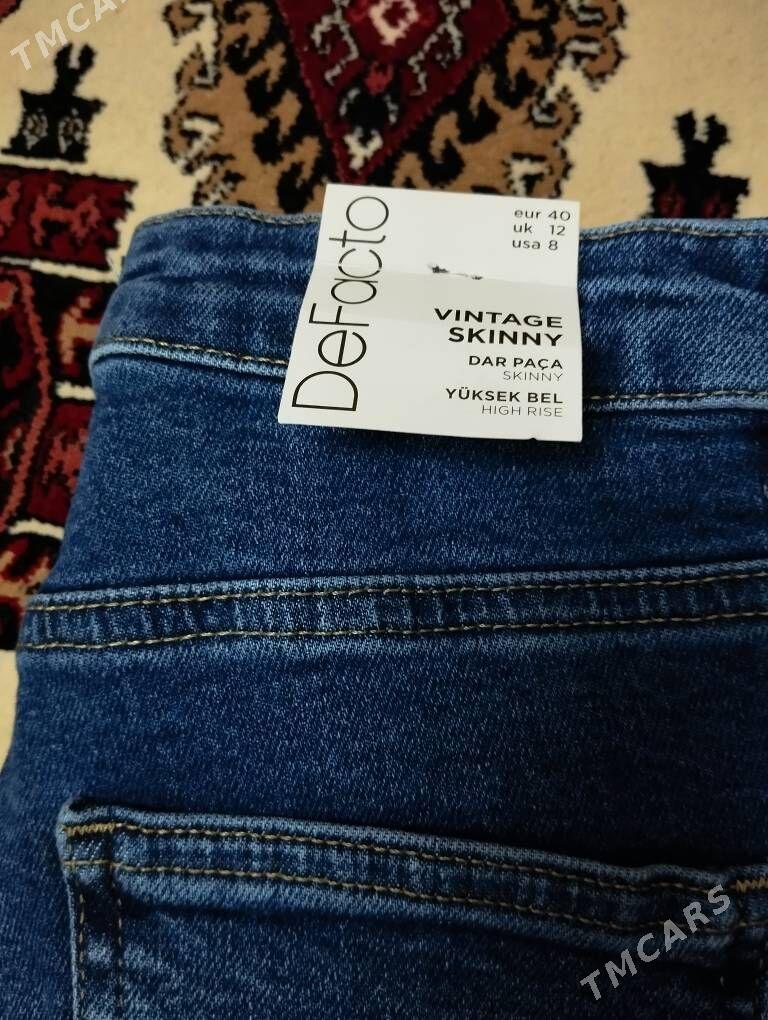 TMCARS
DeFacto
eur 40
uk 12
usa 8
VINTAGE
SKINNY
DAR PAÇA
SKINNY
YÜKSEK BEL
HIGH RISE
TMCARS